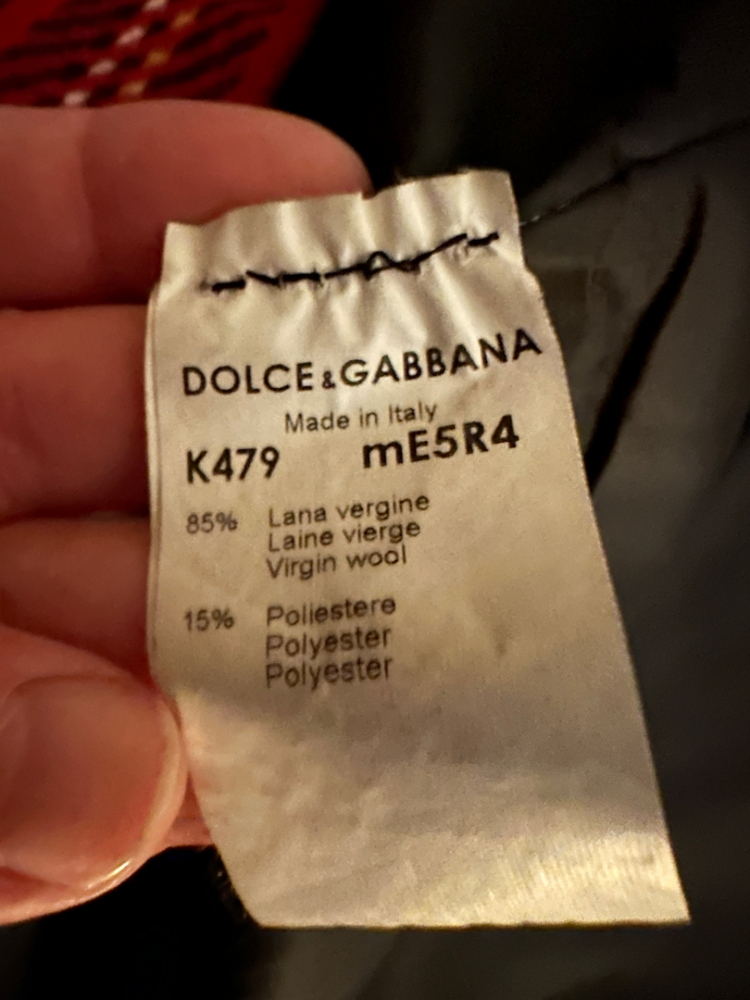 DOLCE & GABBANA
Made in Italy
K479 mE5R4
85% Lana vergine
Laine vierge
Virgin wool
15% Poliestere
Polyester
Polyester